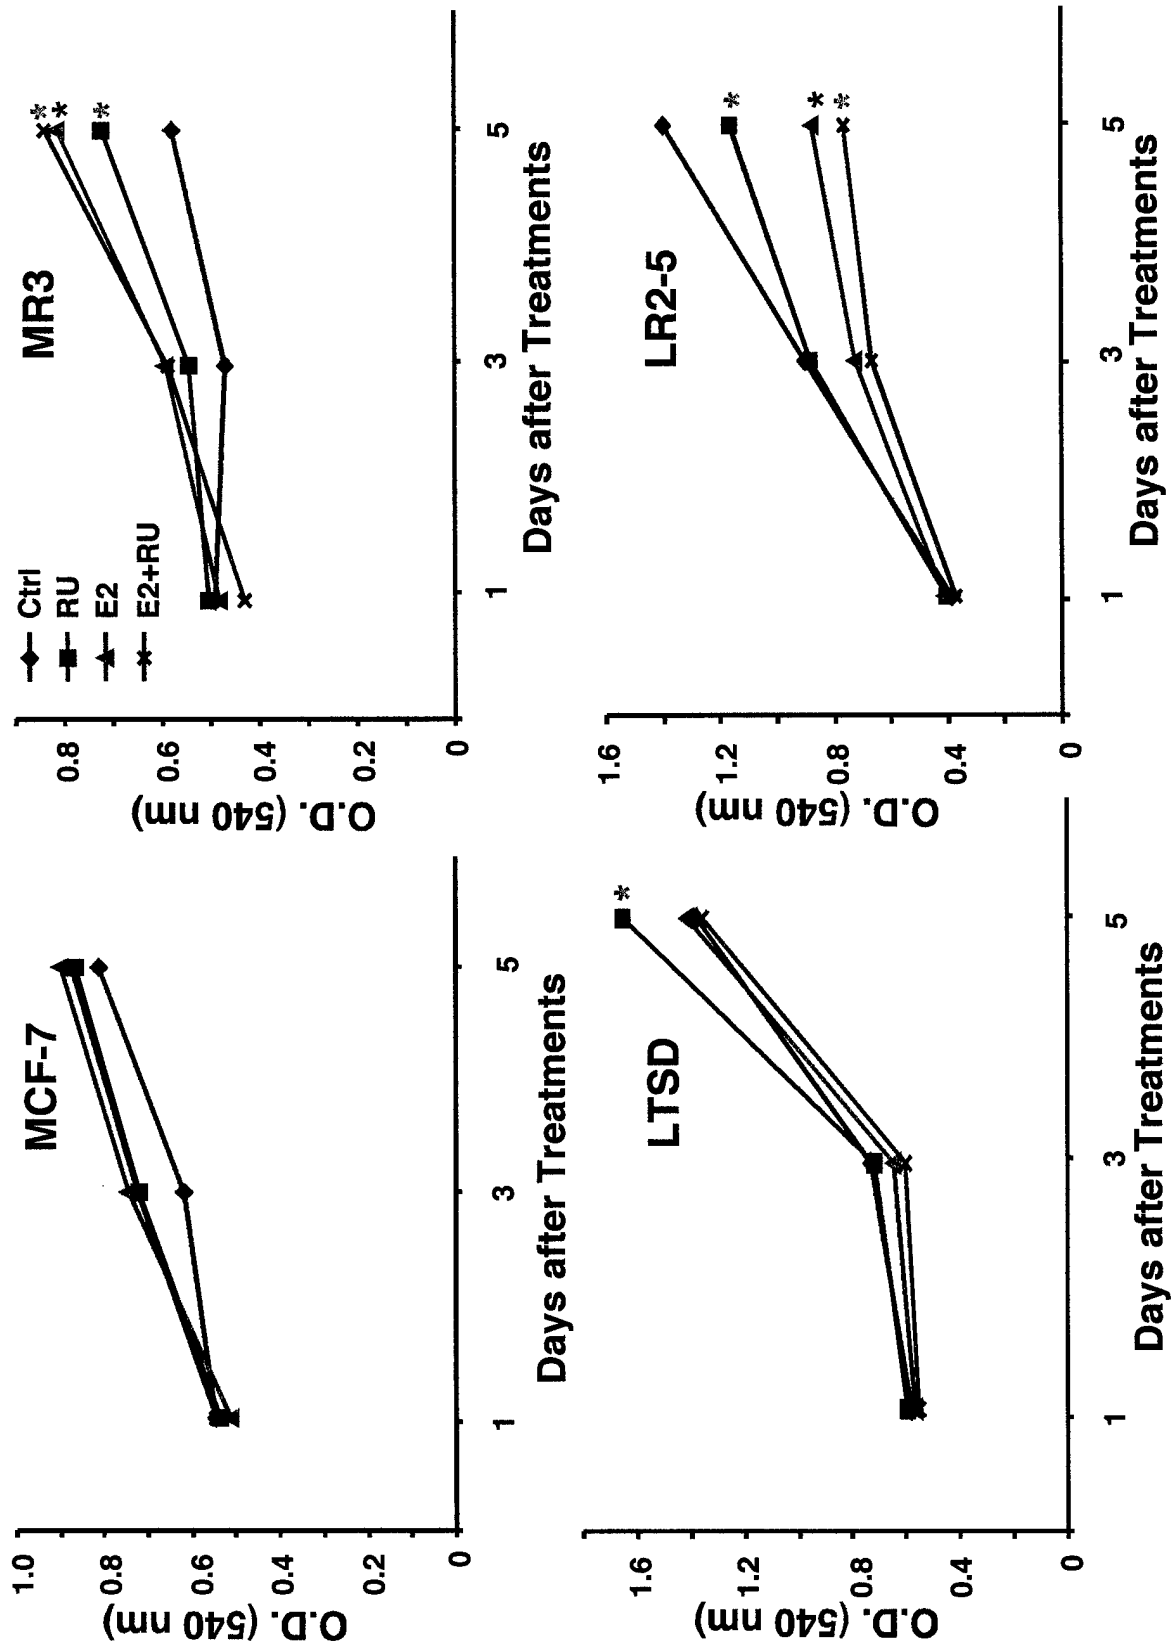 MCF-7
1.0
0.8
0.6
0.4
0.2
0
O.D. (540 nm)
1
3
5
Days after Treatments
MR3
Ctrl
RU
E2
E2+RU
0.8
0.6
0.4
0.2
0
O.D. (540 nm)
* * *
1
3
5
Days after Treatments
LTSD
1.6
1.2
0.8
0.4
0
O.D. (540 nm)
*
1
3
5
Days after Treatments
LR2-5
1.6
1.2
0.8
0.4
0
O.D. (540 nm)
* * *
1
3
5
Days after Treatments